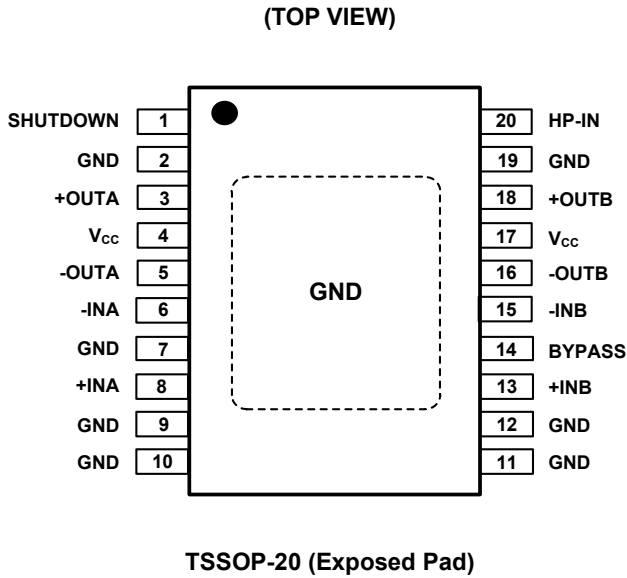 (TOP VIEW)
SHUTDOWN 1
GND 2
+OUTA 3
VCC 4
-OUTA 5
-INA 6
GND 7
+INA 8
GND 9
GND 10
GND
20 HP-IN
19 GND
18 +OUTB
17 VCC
16 -OUTB
15 -INB
14 BYPASS
13 +INB
12 GND
11 GND
TSSOP-20 (Exposed Pad)